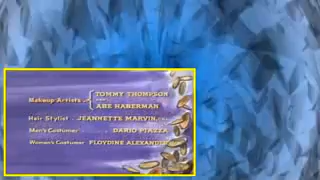 TOMMY THOMPSON
Makeup Artists
ABE HABERMAN
Hair Stylist . JEANNETTE MARVIN,
Men's Costumer . . . . . DARIO PIAZZA
Women's Costumer FLOYDINE ALEXANDER